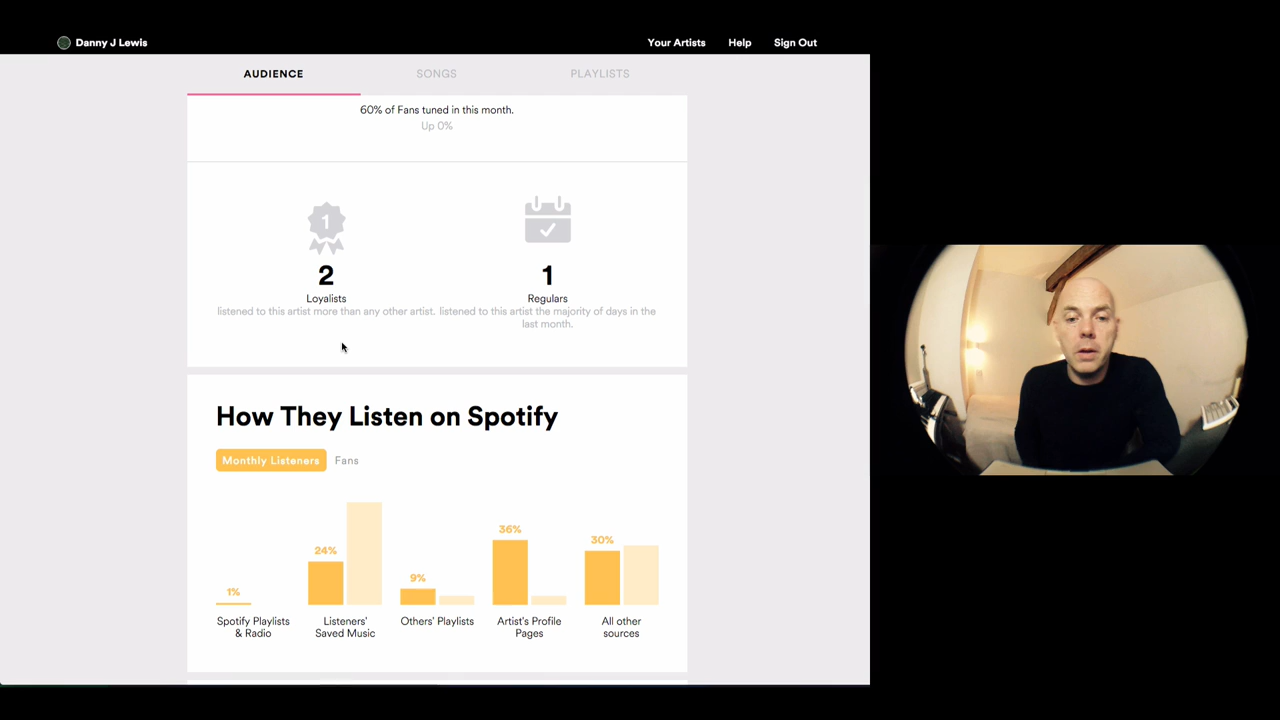 Danny J Lewis
Your Artists Help Sign Out
AUDIENCE SONGS PLAYLISTS
60% of Fans tuned in this month.
Up 0%
1
2
Loyalists
listened to this artist more than any other artist.
1
Regulars
listened to this artist the majority of days in the
last month.
How They Listen on Spotify
Monthly Listeners Fans
1%
24%
9%
36%
30%
Spotify Playlists
& Radio
Listeners'
Saved Music
Others' Playlists
Artist's Profile
Pages
All other
sources